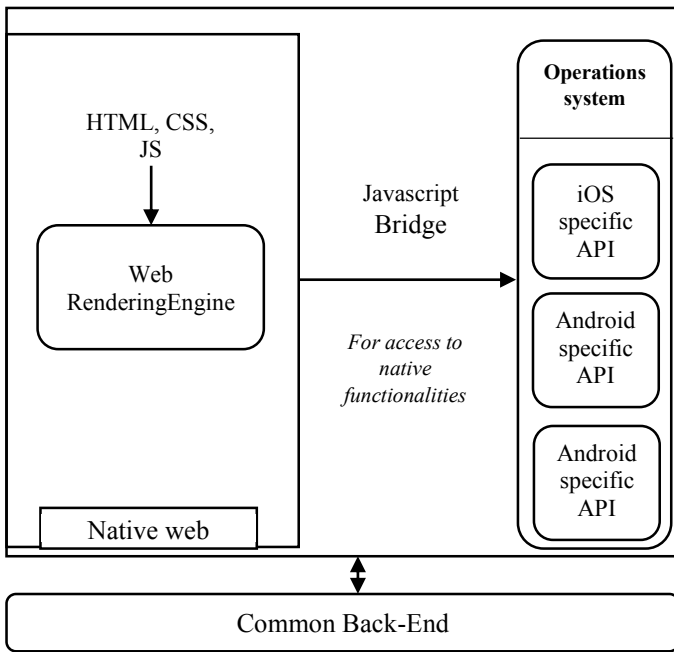 HTML, CSS,
JS
Web
RenderingEngine
Native web
Javascript
Bridge
For access to
native
functionalities
Operations
system
iOS
specific
API
Android
specific
API
Android
specific
API
Common Back-End